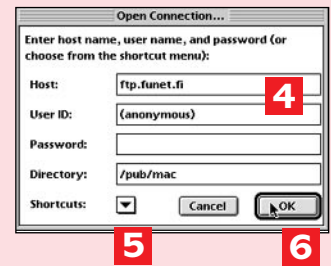 Open Connection...
Enter host name, user name, and password (or
choose from the shortcut menu):
Host: ftp.funet.fi
4
User ID: (anonymous)
Password:
Directory: /pub/mac
Shortcuts: Cancel OK
5 6